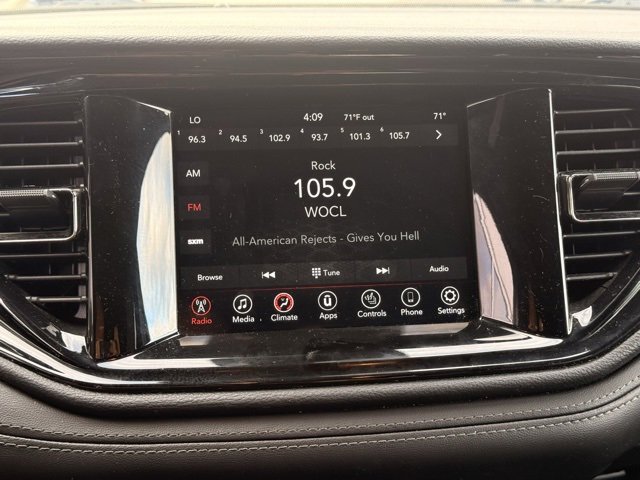 LO 4:09 71°F out 71°
1 96.3 2 94.5 3 102.9 4 93.7 5 101.3 6 105.7
Rock
AM
105.9
FM
WOCL
sxm
All-American Rejects - Gives You Hell
Browse Tune Audio
Radio Media Climate Apps Controls Phone Settings